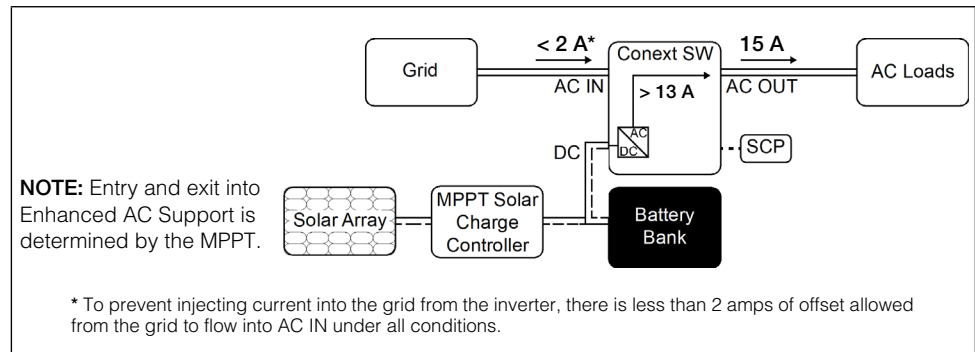 < 2 A*
15 A
Grid
Conext SW
AC Loads
AC IN
> 13 A
AC OUT
AC
DC
DC
SCP
NOTE: Entry and exit into
Enhanced AC Support is
determined by the MPPT.
Solar Array
MPPT Solar
Charge
Controller
Battery
Bank
* To prevent injecting current into the grid from the inverter, there is less than 2 amps of offset allowed
from the grid to flow into AC IN under all conditions.